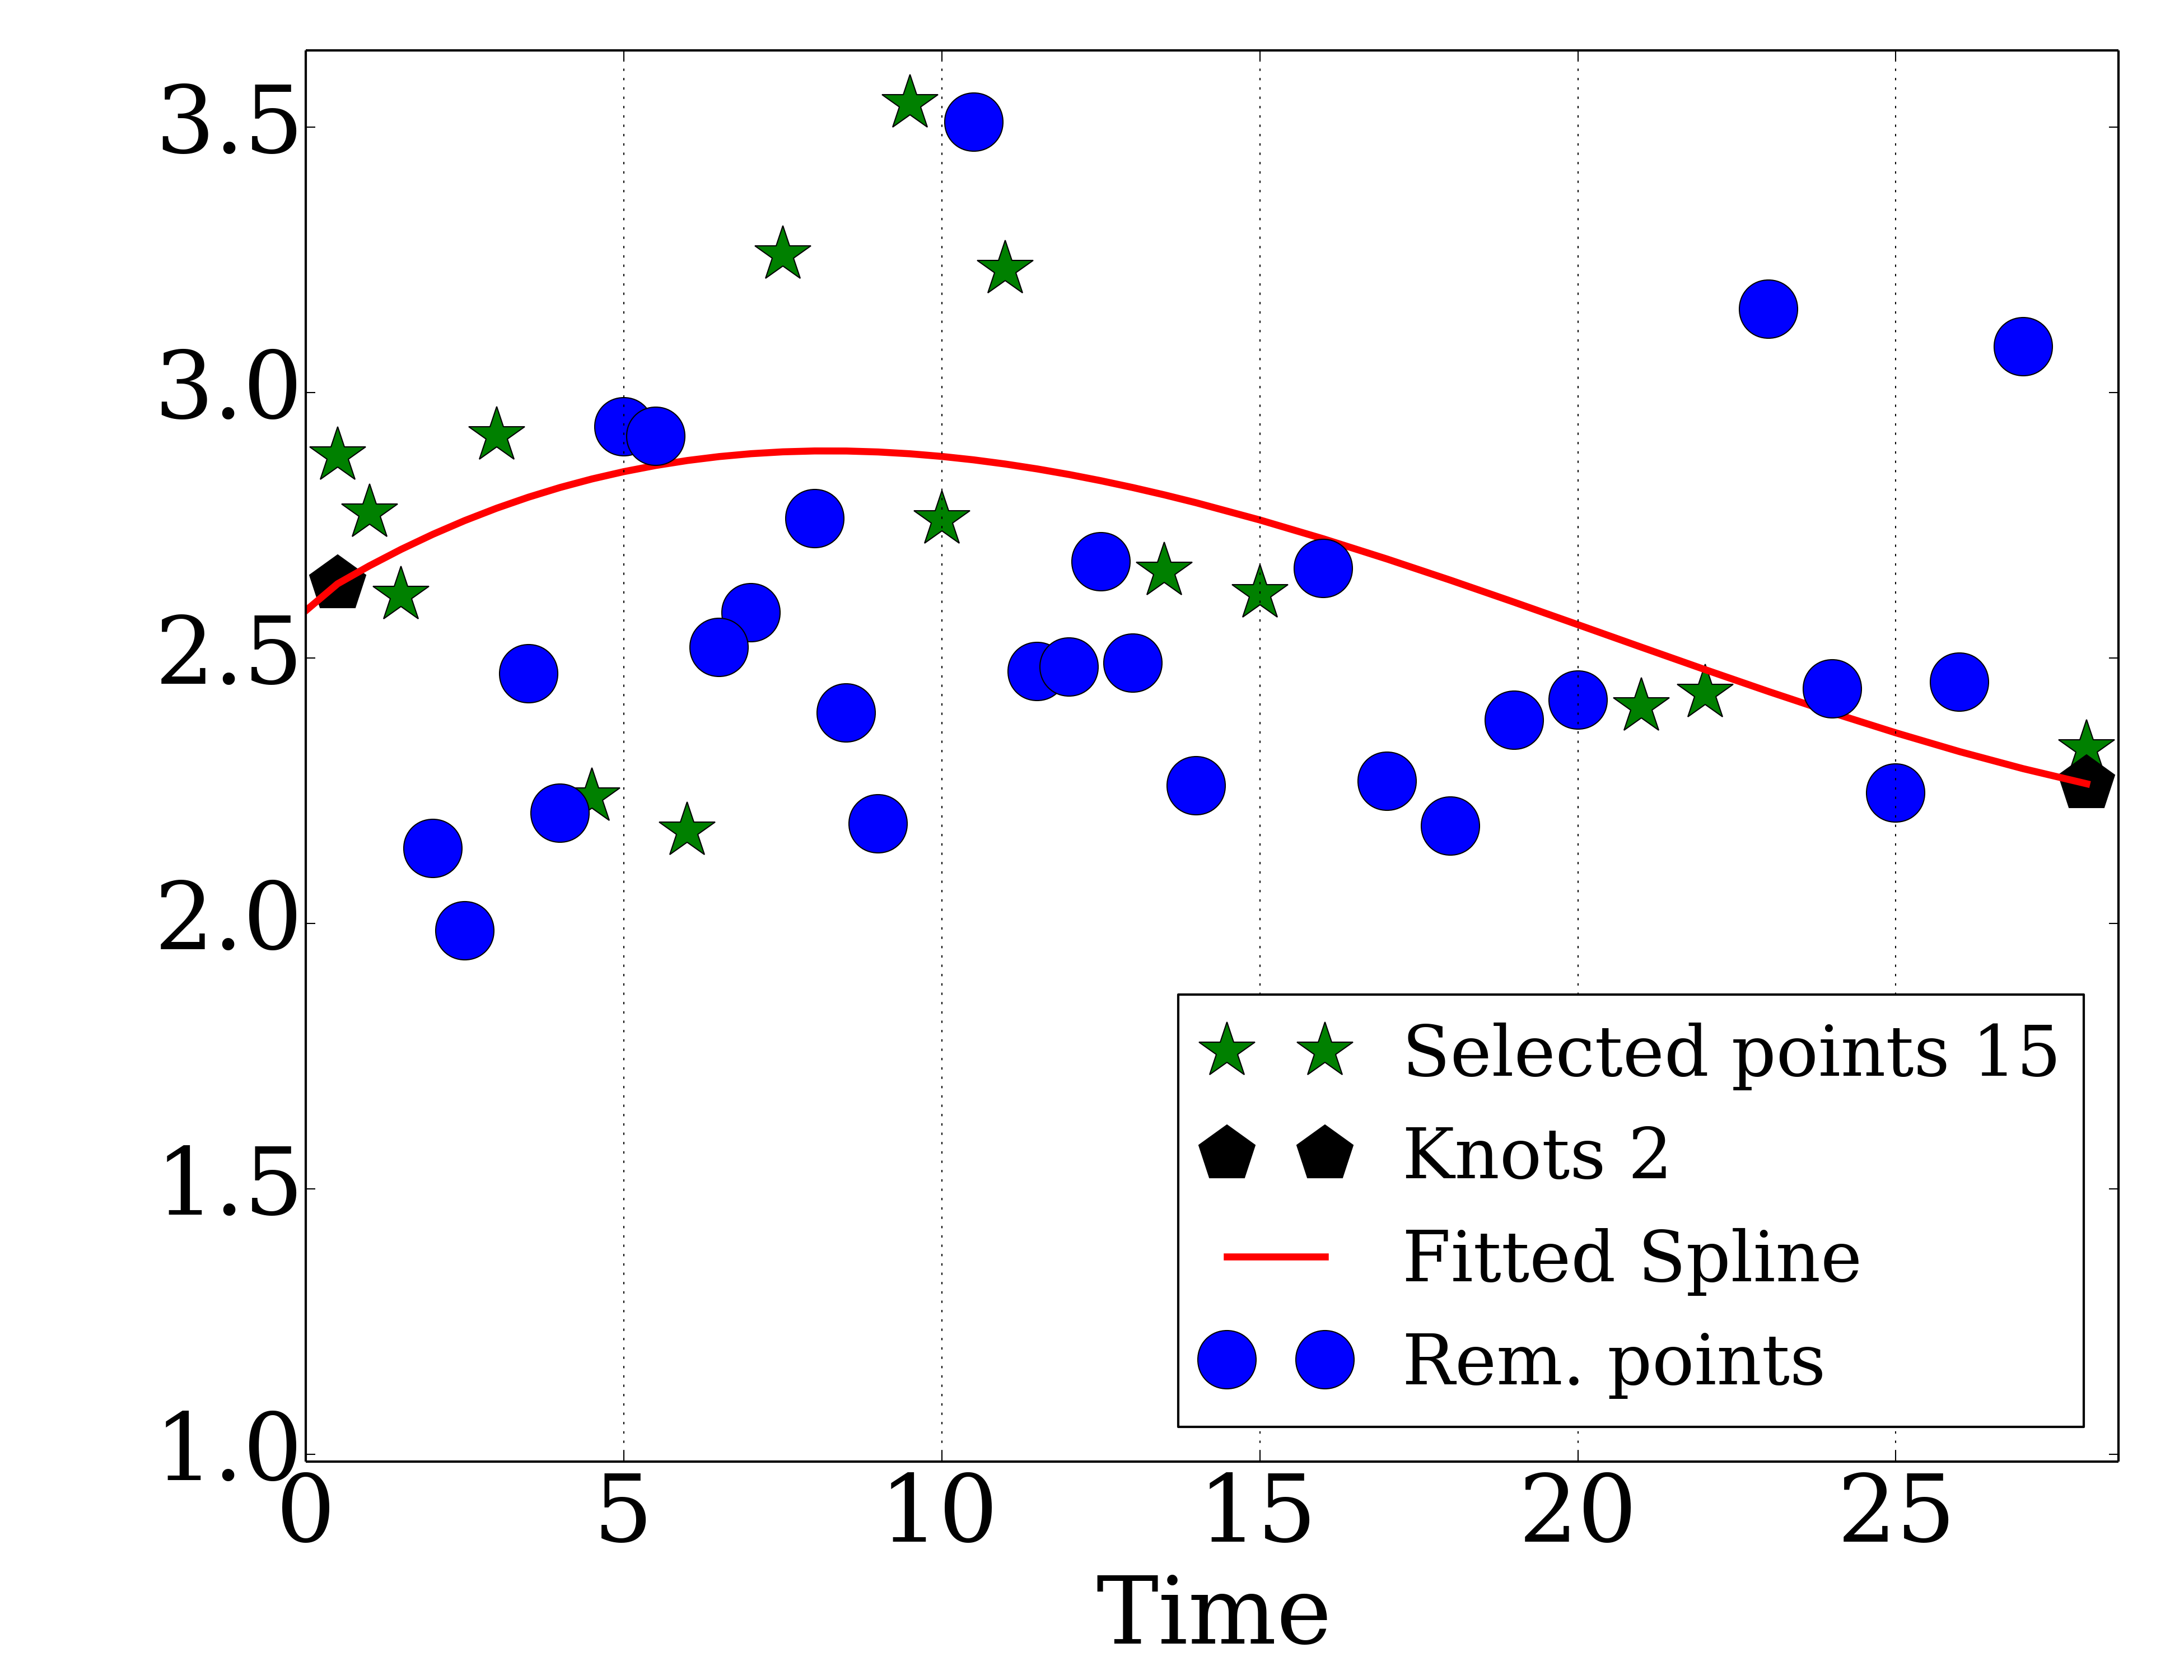 3.5
3.0
2.5
2.0
1.5
1.0
Selected points 15
Knots 2
Fitted Spline
Rem. points
0 5 10 15 20 25
Time